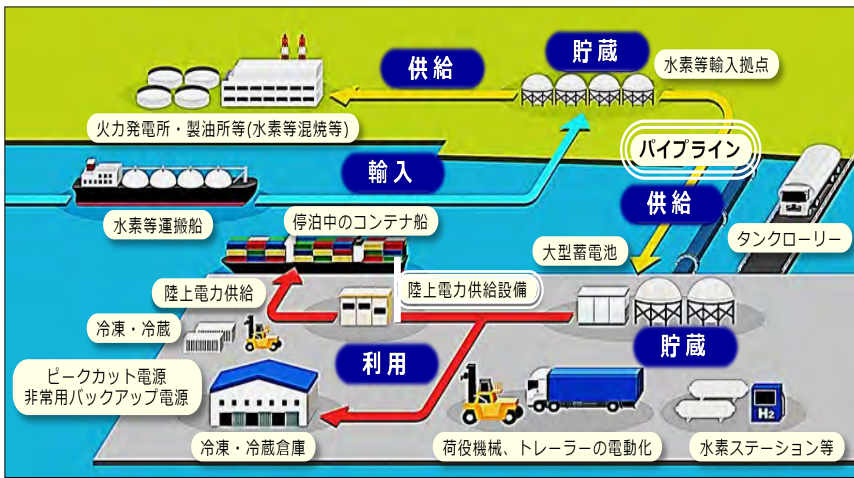 供給
貯蔵
水素等輸入拠点
火力発電所・製油所等(水素等混焼等)
パイプライン
輸入
供給
水素等運搬船
停泊中のコンテナ船
タンクローリー
大型蓄電池
陸上電力供給
陸上電力供給設備
冷凍・冷蔵
貯蔵
利用
ピークカット電源
非常用バックアップ電源
H2
冷凍・冷蔵倉庫
荷役機械、トレーラーの電動化
水素ステーション等